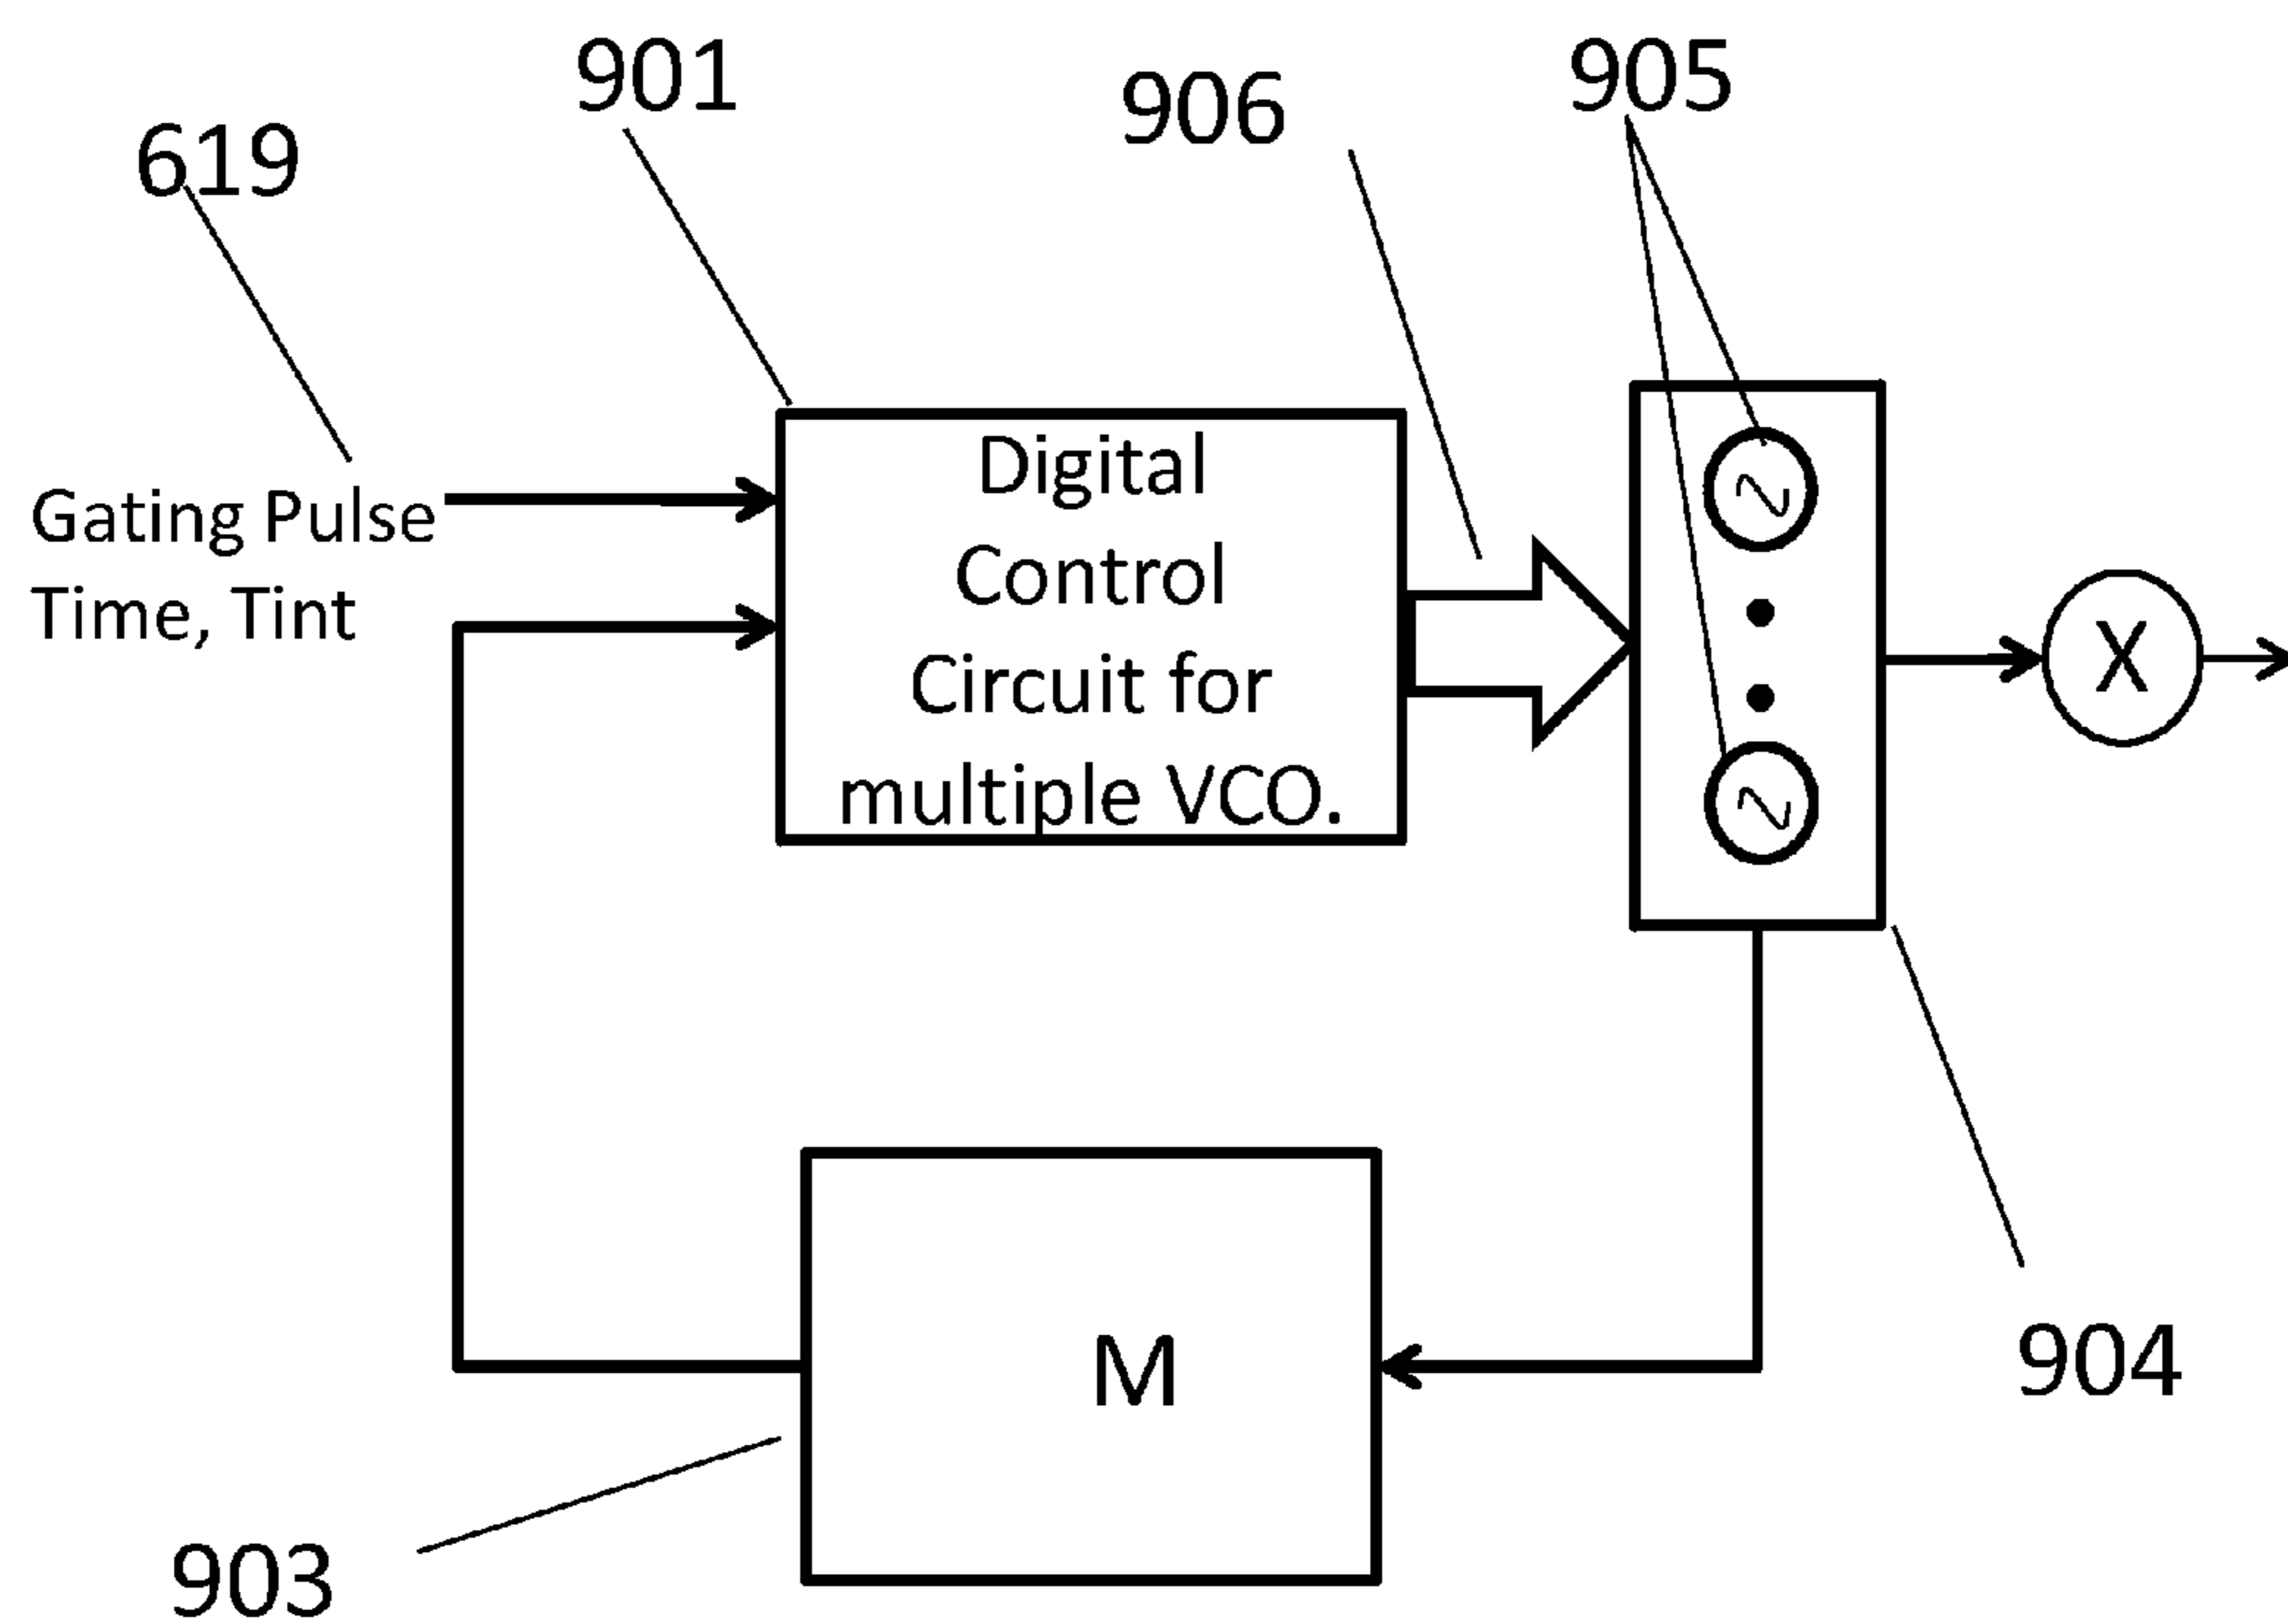 901
905
906
619
Digital
Control
Circuit for
multiple VCO.
Gating Pulse
Time, Tint
X
M
904
903